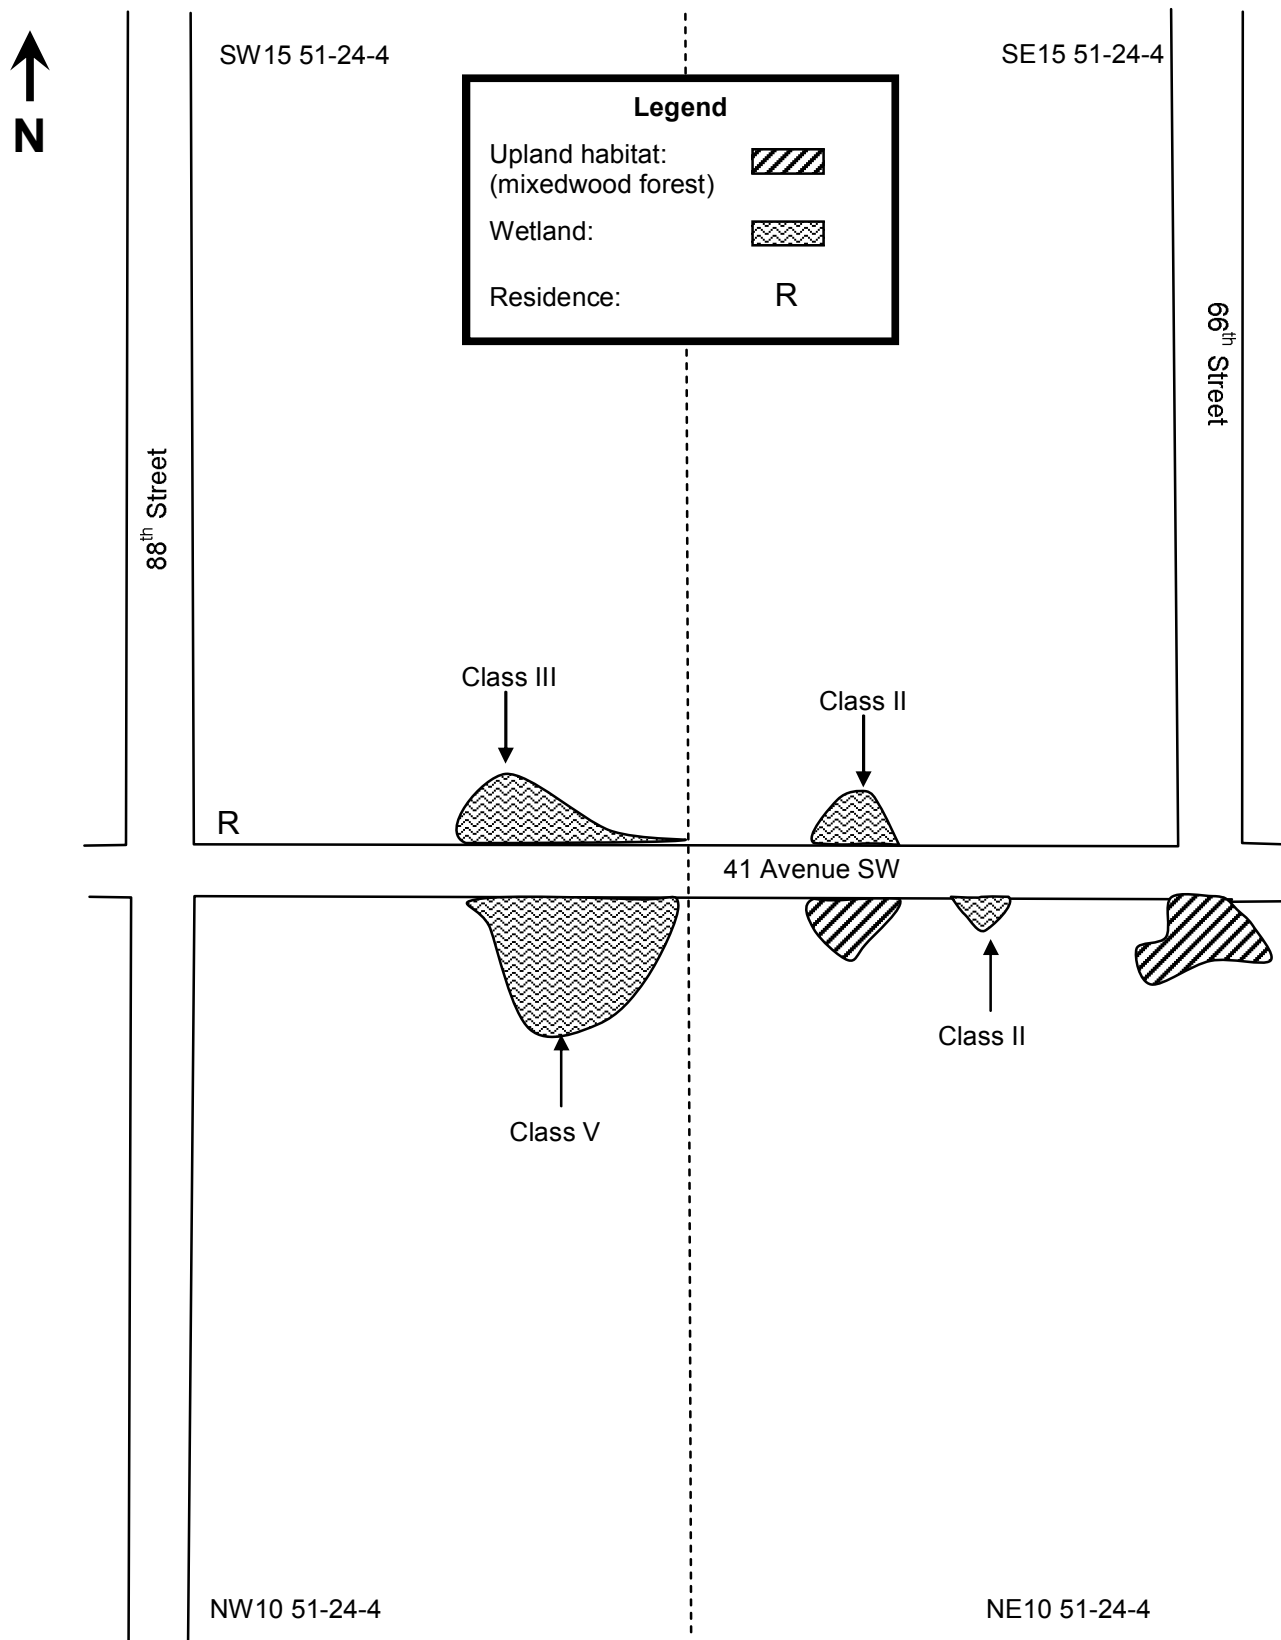 SW15 51-24-4
SE15 51-24-4
N
Legend
Upland habitat:
(mixedwood forest)
Wetland:
Residence: R
66th Street
88th Street
Class III
Class II
R
41 Avenue SW
Class II
Class V
NW10 51-24-4
NE10 51-24-4